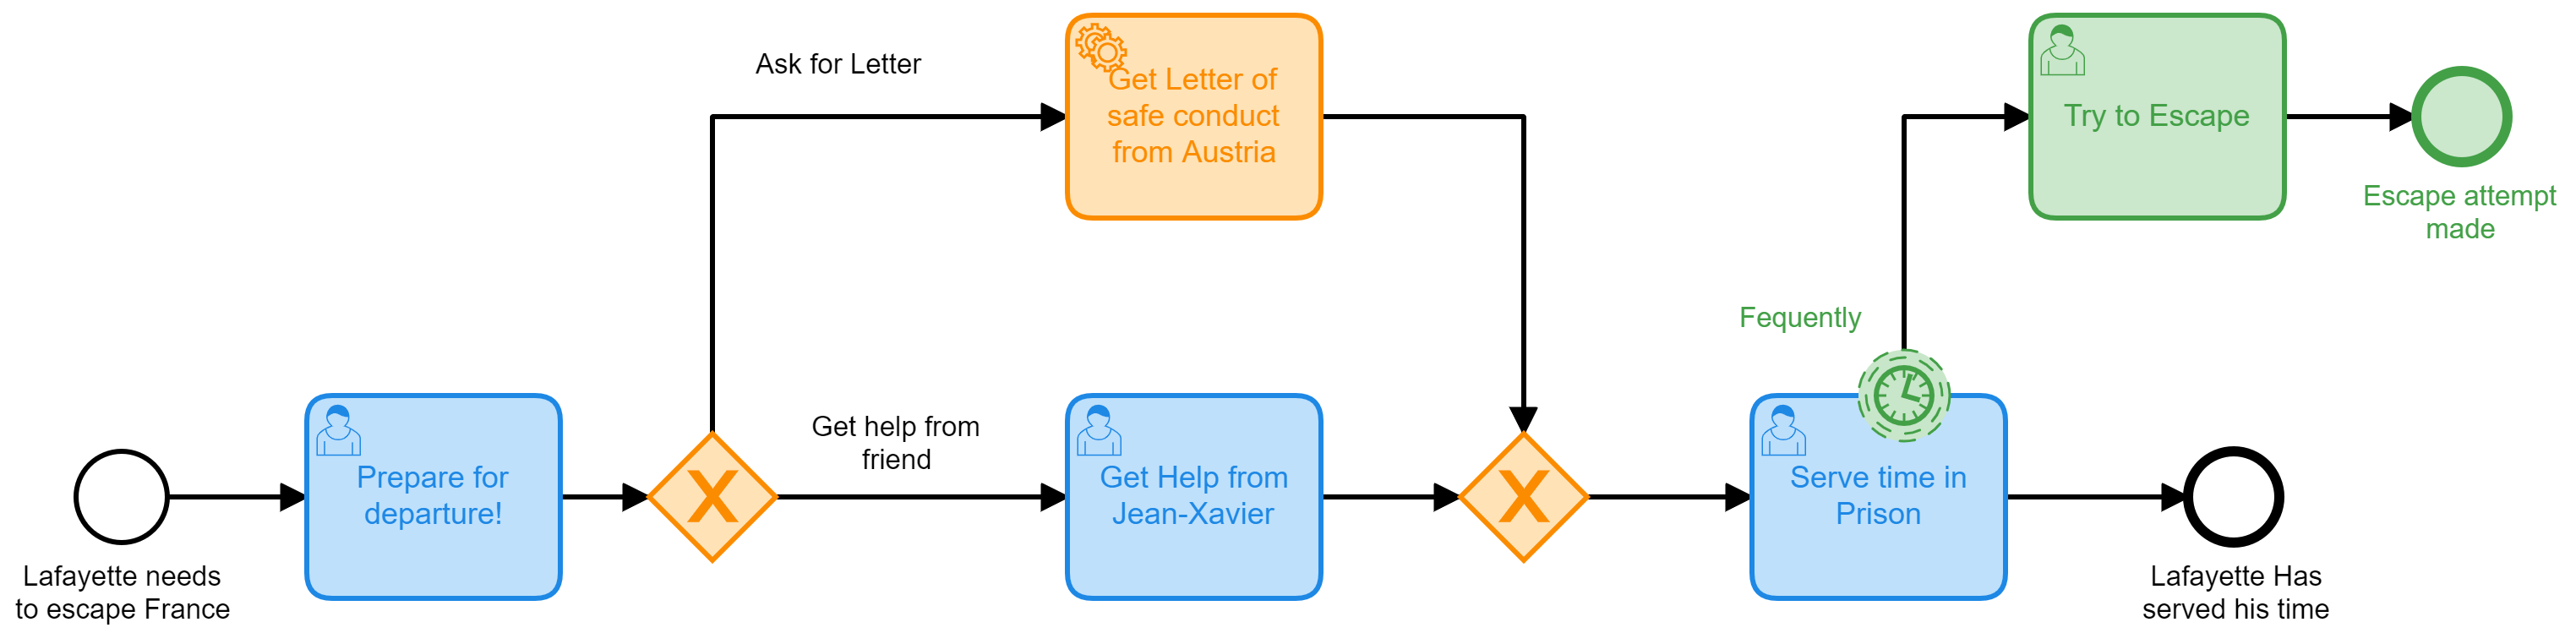 Ask for Letter
Get Letter of
safe conduct
from Austria
Try to Escape
Escape attempt
made
Fequently
Get help from
friend
Prepare for
departure!
X
Get Help from
Jean-Xavier
X
Serve time in
Prison
Lafayette needs
to escape France
Lafayette Has
served his time